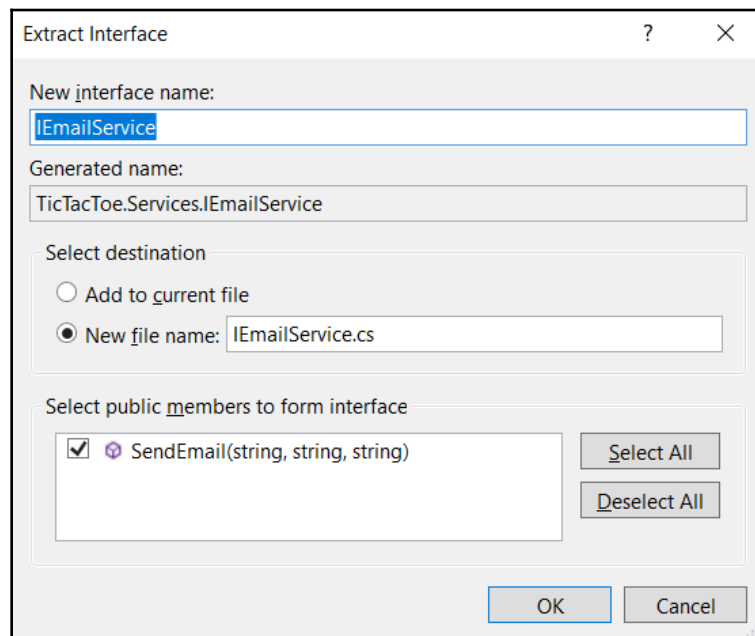 Extract Interface
?
New interface name:
IEmailService
Generated name:
TicTacToe.Services.IEmailService
Select destination
Add to current file
New file name: IEmailService.cs
Select public members to form interface
SendEmail(string, string, string)
Select All
Deselect All
OK Cancel